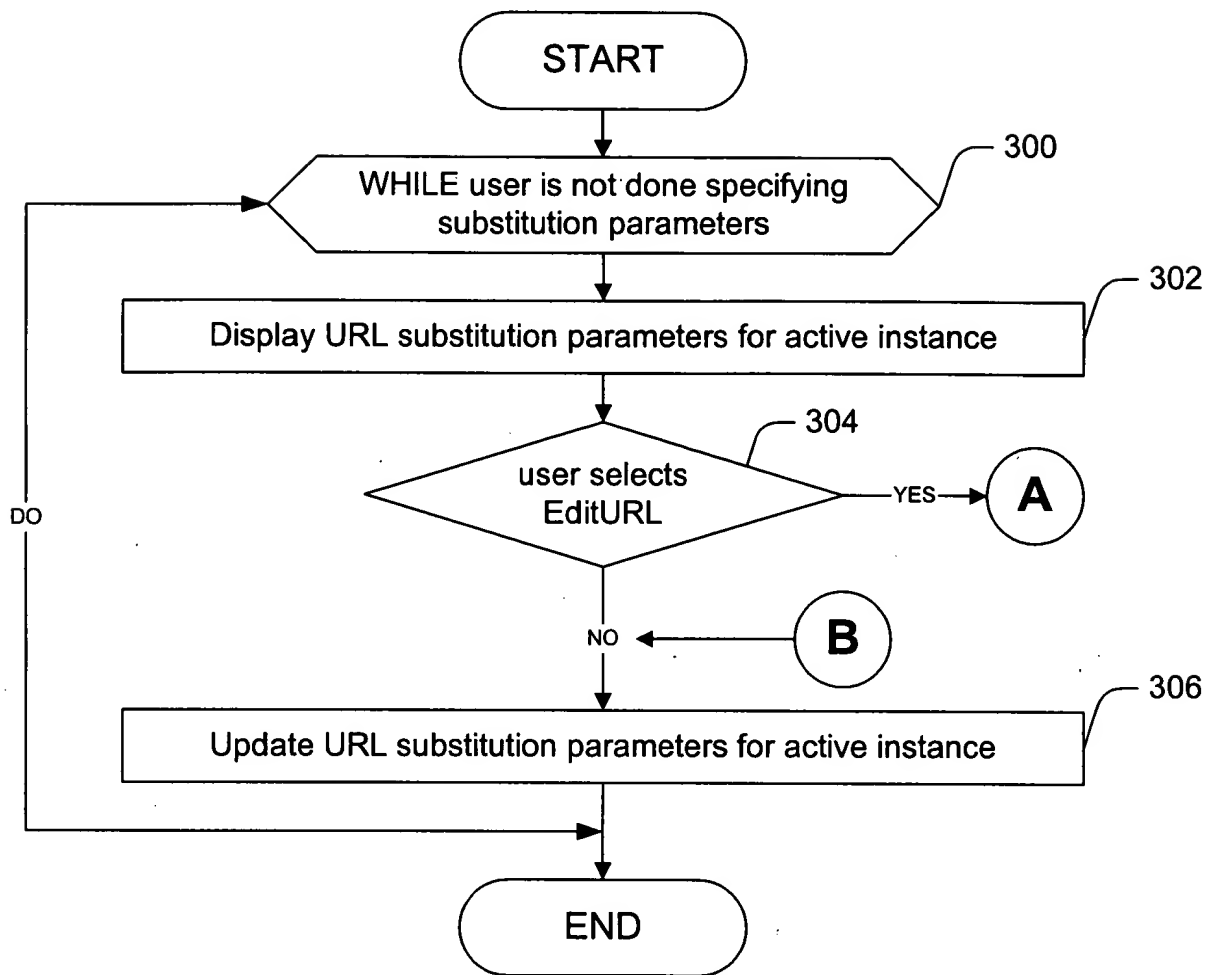 START
WHILE user is not done specifying
substitution parameters
300
302
Display URL substitution parameters for active instance
304
user selects
EditURL
YES
A
DO
NO
B
306
Update URL substitution parameters for active instance
END